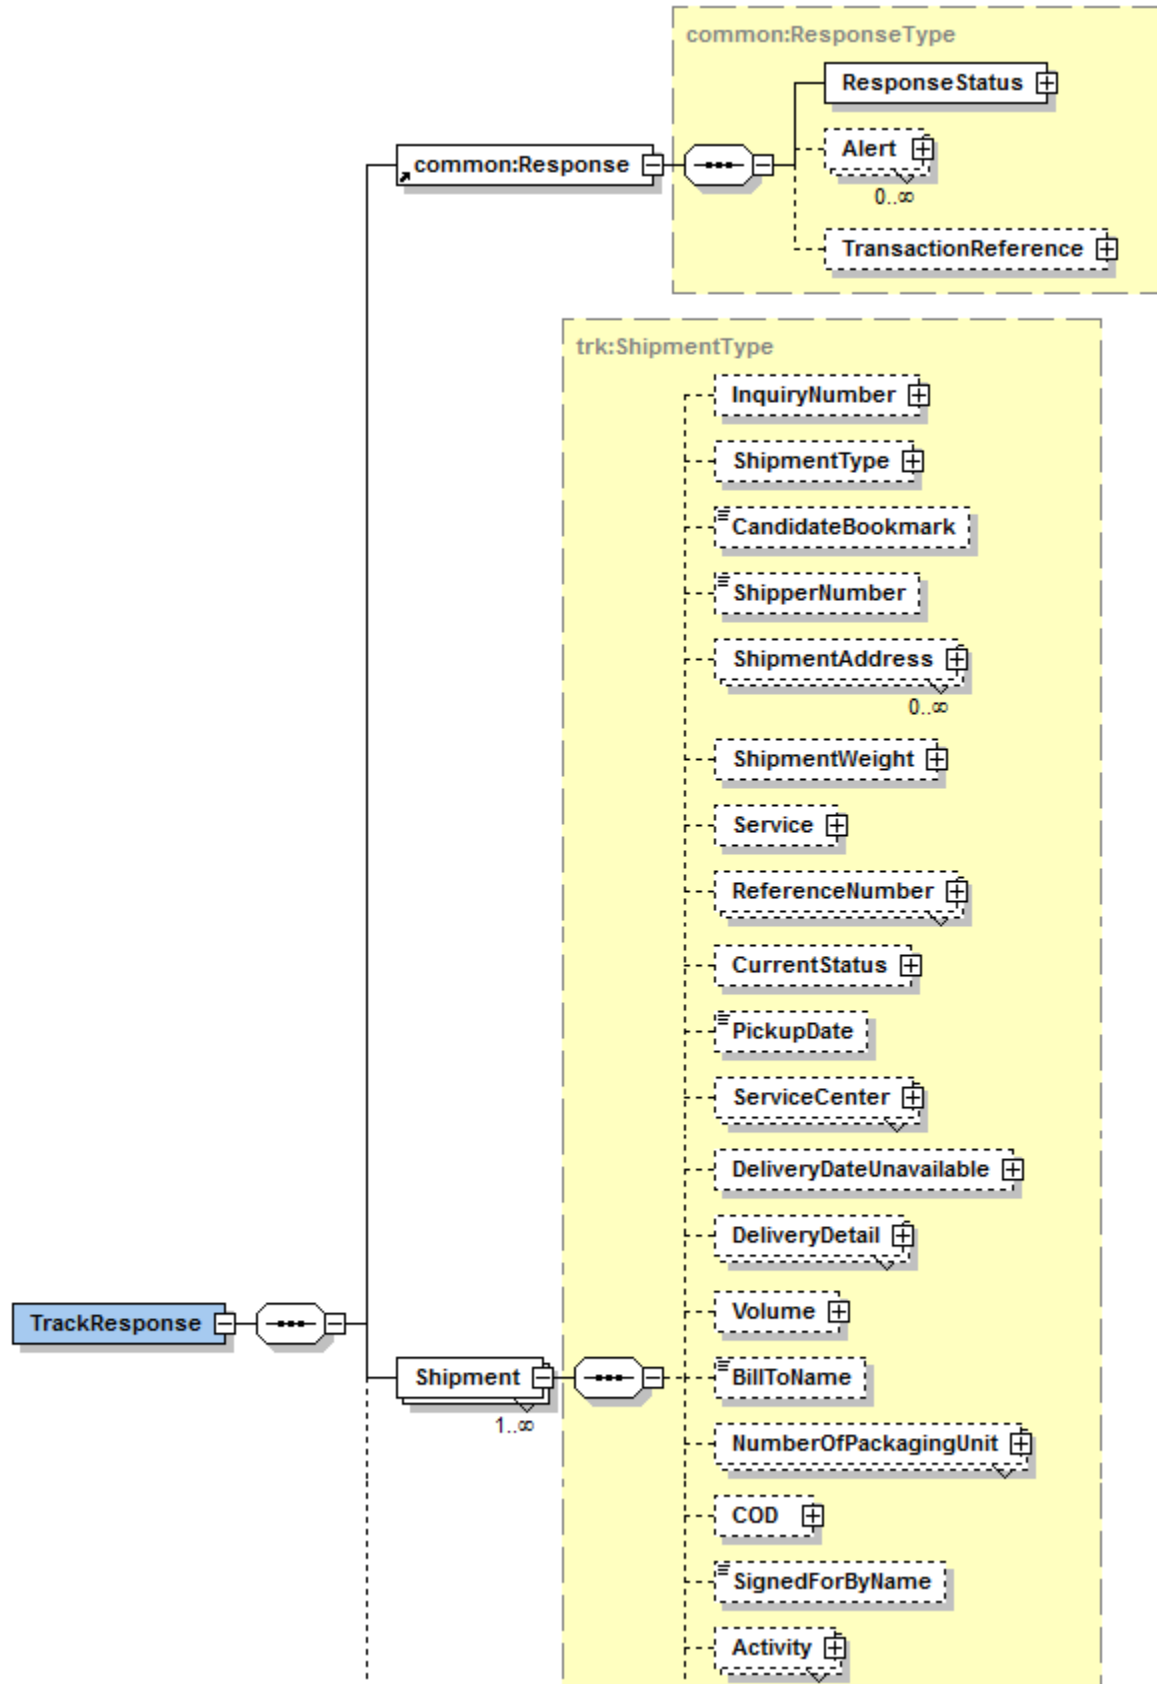 common:ResponseType
ResponseStatus
common:Response
Alert
0..∞
TransactionReference
trk:ShipmentType
InquiryNumber
ShipmentType
CandidateBookmark
ShipperNumber
ShipmentAddress
0..∞
ShipmentWeight
Service
ReferenceNumber
CurrentStatus
PickupDate
ServiceCenter
DeliveryDateUnavailable
DeliveryDetail
Volume
TrackResponse
Shipment
1..∞
BillToName
NumberOfPackagingUnit
COD
SignedForByName
Activity